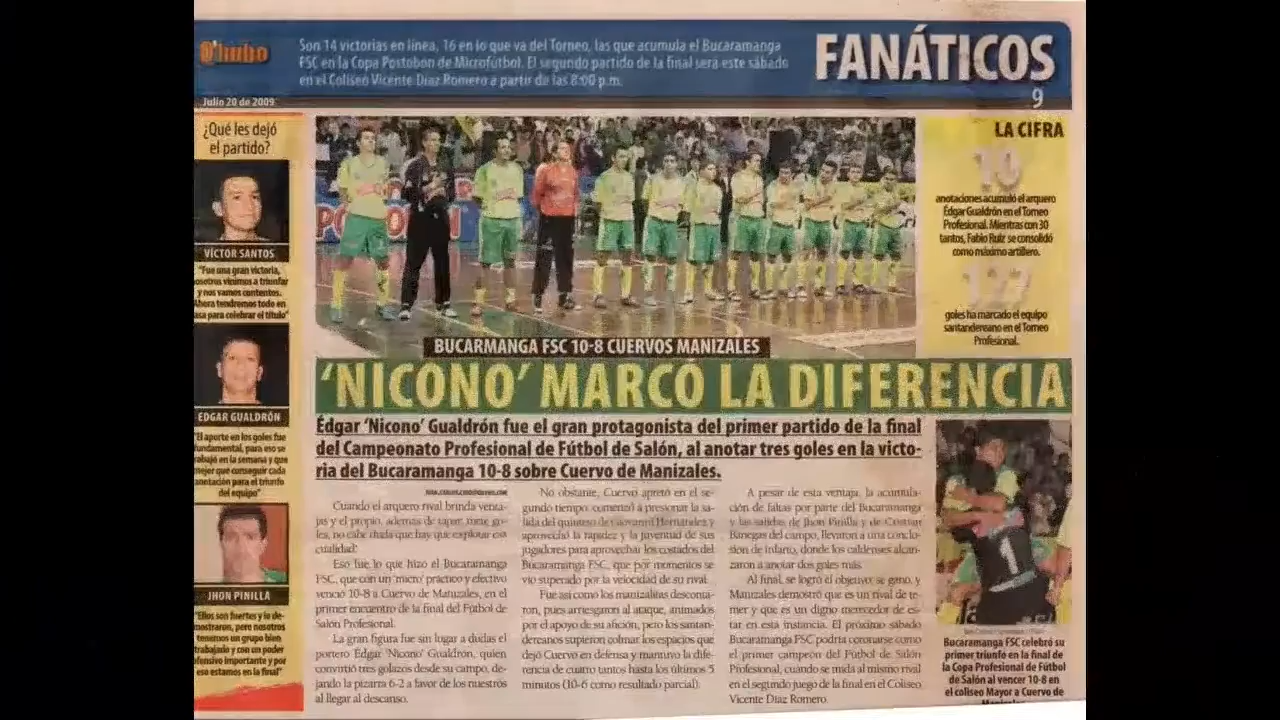 Q'hubo
Son 14 victorias en línea, 16 en lo que va del Torneo, las que acumula el Bucaramanga
FSC en la Copa Postobon de Microfútbol. El segundo partido de la final será este sábado
en el Coliseo Vicente Díaz Romero a partir de las 8:00 p.m.
FANÁTICOS
9
Julio 20 de 2009
¿Qué les dejó
el partido?
VÍCTOR SANTOS
"Fue una gran victoria,
nosotros vinimos a triunfar
y nos vamos contentos.
Ahora tendremos todo en
casa para celebrar el título"
EDGAR GUALDRÓN
"El aporte en los goles fue
fundamental, para eso se
trabajó en la semana y que
mejor que conseguir cada
anotación para el triunfo
del equipo"
JHON PINILLA
"Ellos son fuertes y lo de-
mostraron, pero nosotros
tenemos un grupo bien
trabajado y con un poder
ofensivo importante y por
eso estamos en la final"
BUCARMANGA FSC 10-8 CUERVOS MANIZALES
'NICONO' MARCÓ LA DIFERENCIA
Édgar 'Nicono' Gualdrón fue el gran protagonista del primer partido de la final
del Campeonato Profesional de Fútbol de Salón, al anotar tres goles en la victo-
ria del Bucaramanga 10-8 sobre Cuervo de Manizales.
Cuando el arquero rival brinda venta-
jas y el propio, además de tapar, mete go-
les, no cabe duda que hay que explotar esa
cualidad.
Eso fue lo que hizo el Bucaramanga
FSC, que con un 'micro' práctico y efectivo
venció 10-8 a Cuervo de Manizales, en el
primer encuentro de la final del Fútbol de
Salón Profesional.
La gran figura fue sin lugar a dudas el
portero Edgar 'Nicono' Gualdrón, quien
convirtió tres golazos desde su campo, de-
jando la pizarra 6-2 a favor de los nuestros
al llegar al descanso.
No obstante, Cuervo apretó en el se-
gundo tiempo, comenzó a presionar la sa-
lida del quinteto de Giovanni Hernández y
aprovechó la rapidez y la juventud de sus
jugadores para aprovechar los costados del
Bucaramanga FSC, que por momentos se
vio superado por la velocidad de su rival.
Fue así como los manizaleñas desconta-
ron, pues arriesgaron al ataque, animados
por el apoyo de su afición, pero los santan-
dereanos supieron colmar los espacios que
dejó Cuervo en defensa y mantuvo la dife-
rencia de cuatro tantos hasta los últimos 5
minutos (10-6 como resultado parcial).
A pesar de esta ventaja, la acumula-
ción de faltas por parte del Bucaramanga
y las salidas de Jhon Pinilla y de Cristian
Banegas del campo, llevaron a una conclu-
sión de infarto, donde los caldenses alcan-
zaron a anotar dos goles más.
Al final, se logró el objetivo: se ganó, y
Manizales demostró que es un rival de te-
mer y que es un digno merecedor de es-
tar en esta instancia. El próximo sábado
Bucaramanga FSC podría coronarse como
el primer campeón del Fútbol de Salón
Profesional, cuando se mida al mismo rival
en el segundo juego de la final en el Coliseo
Vicente Díaz Romero.
LA CIFRA
10
anotaciones acumuló el arquero
Édgar Gualdrón en el Torneo
Profesional. Mientras con 30
tantos, Fabio Ruiz se consolidó
como máximo artillero.
goles ha marcado el equipo
santandereano en el Torneo
Profesional.
1
Bucaramanga FSC celebró su
primer triunfo en la final de
la Copa Profesional de Fútbol
de Salón al vencer 10-8 en
el coliseo Mayor a Cuervo de